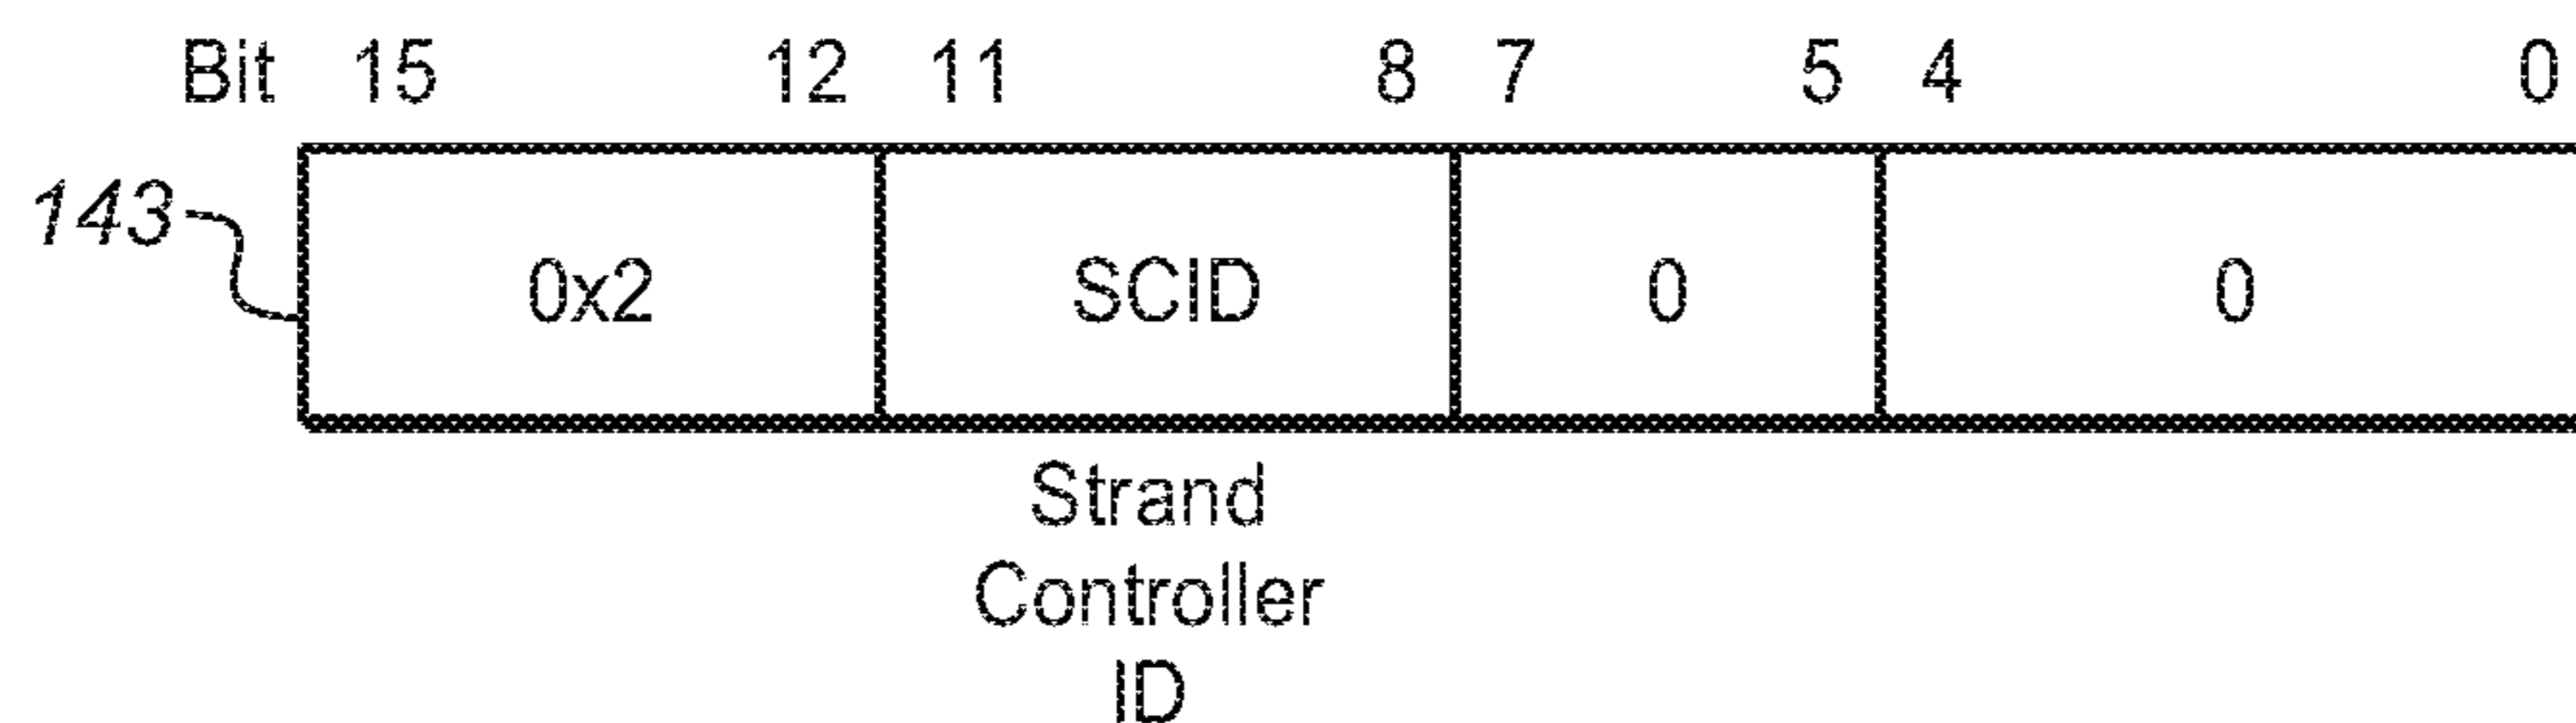 Bit 15 12 11 8 7 5 4 0
143
0x2 SCID 0 0
Strand
Controller
ID